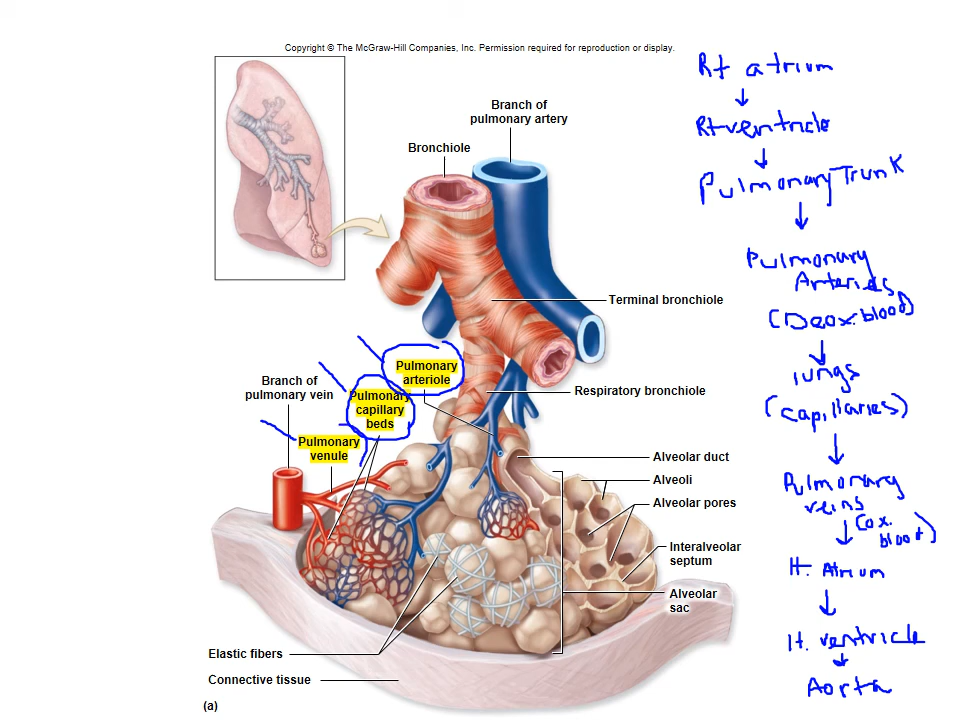 Copyright © The McGraw-Hill Companies, Inc. Permission required for reproduction or display.
Branch of
pulmonary artery
Bronchiole
Terminal bronchiole
Pulmonary
arteriole
Branch of
pulmonary vein
Pulmonary
capillary
beds
Respiratory bronchiole
Pulmonary
venule
Alveolar duct
Alveoli
Alveolar pores
Interalveolar
septum
Alveolar
sac
Elastic fibers
Connective tissue
(a)
Rt atrium
Rt ventricle
Pulmonary Trunk
Pulmonary
Arteries
(Deox. blood)
lungs
(capillaries)
Pulmonary
veins
(ox.
blood)
lt. Atrium
lt. ventricle
Aorta